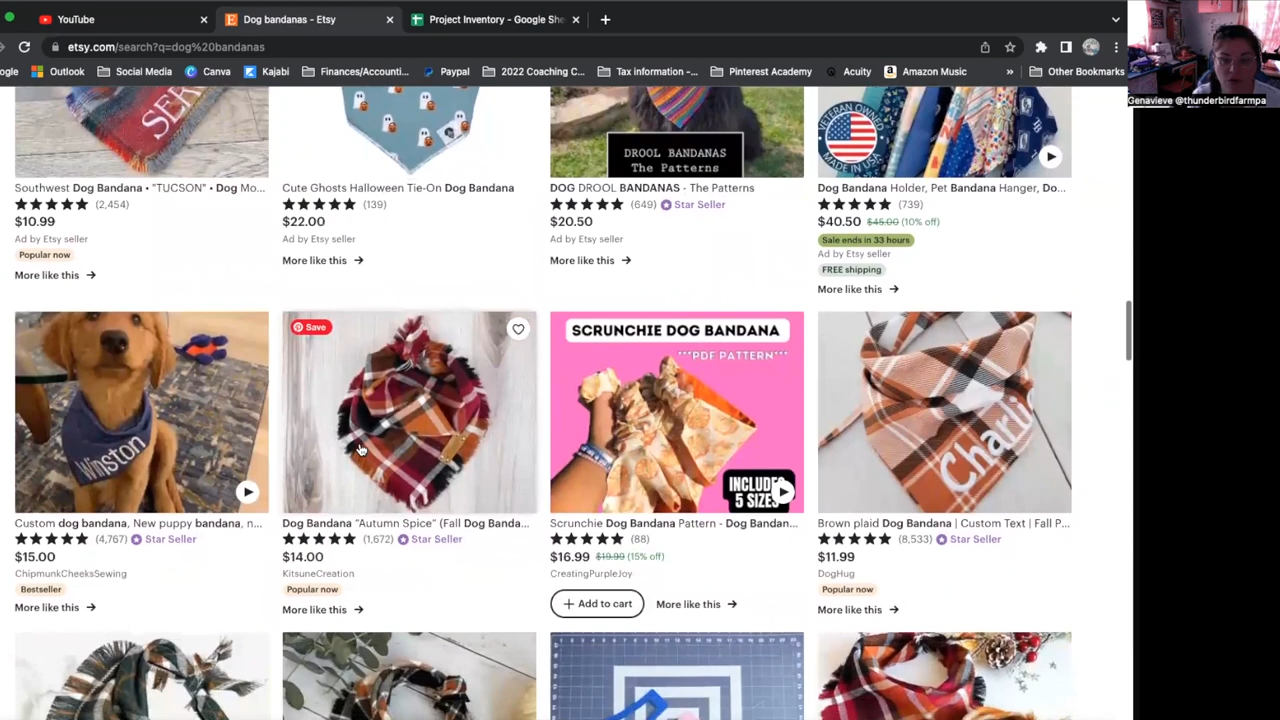 YouTube
Dog bandanas - Etsy
Project Inventory - Google She
etsy.com/search?q=dog%20bandanas
ogle
Outlook
Social Media
Canva
Kajabi
Finances/Accounti...
Paypal
2022 Coaching C...
Tax information -...
Pinterest Academy
Acuity
Amazon Music
»
Other Bookmarks
Genavieve @thunderbirdfarmpa
SER
DROOL BANDANAS
The Patterns
VETERAN OWNED
MADE IN USA
Southwest Dog Bandana • "TUCSON" • Dog Mo...
(2,454)
$10.99
Ad by Etsy seller
Popular now
More like this →
Cute Ghosts Halloween Tie-On Dog Bandana
(139)
$22.00
Ad by Etsy seller
More like this →
DOG DROOL BANDANAS - The Patterns
(649) Star Seller
$20.50
Ad by Etsy seller
More like this →
Dog Bandana Holder, Pet Bandana Hanger, Do...
(739)
$40.50 $45.00 (10% off)
Sale ends in 33 hours
Ad by Etsy seller
FREE shipping
More like this →
Winston
Custom dog bandana, New puppy bandana, n...
(4,767) Star Seller
$15.00
ChipmunkCheeksSewing
Bestseller
More like this →
Save
Dog Bandana "Autumn Spice" (Fall Dog Banda...
(1,672) Star Seller
$14.00
KitsuneCreation
Popular now
More like this →
SCRUNCHIE DOG BANDANA
***PDF PATTERN***
INCLUDES
5 SIZES
Scrunchie Dog Bandana Pattern - Dog Bandan...
(88)
$16.99 $19.99 (15% off)
CreatingPurpleJoy
+ Add to cart
More like this →
Charli
Brown plaid Dog Bandana | Custom Text | Fall P...
(8,533) Star Seller
$11.99
DogHug
Popular now
More like this →